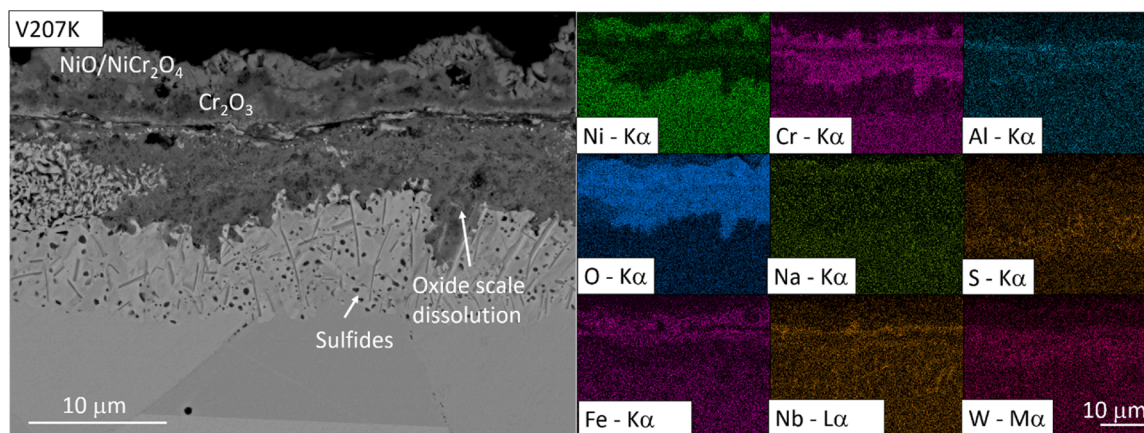 V207K
NiO/NiCr₂O₄
Cr₂O₃
Oxide scale
dissolution
Sulfides
10 μm
Ni - Kα
Cr - Kα
Al - Kα
O - Kα
Na - Kα
S - Kα
Fe - Kα
Nb - Lα
W - Mα
10 μm